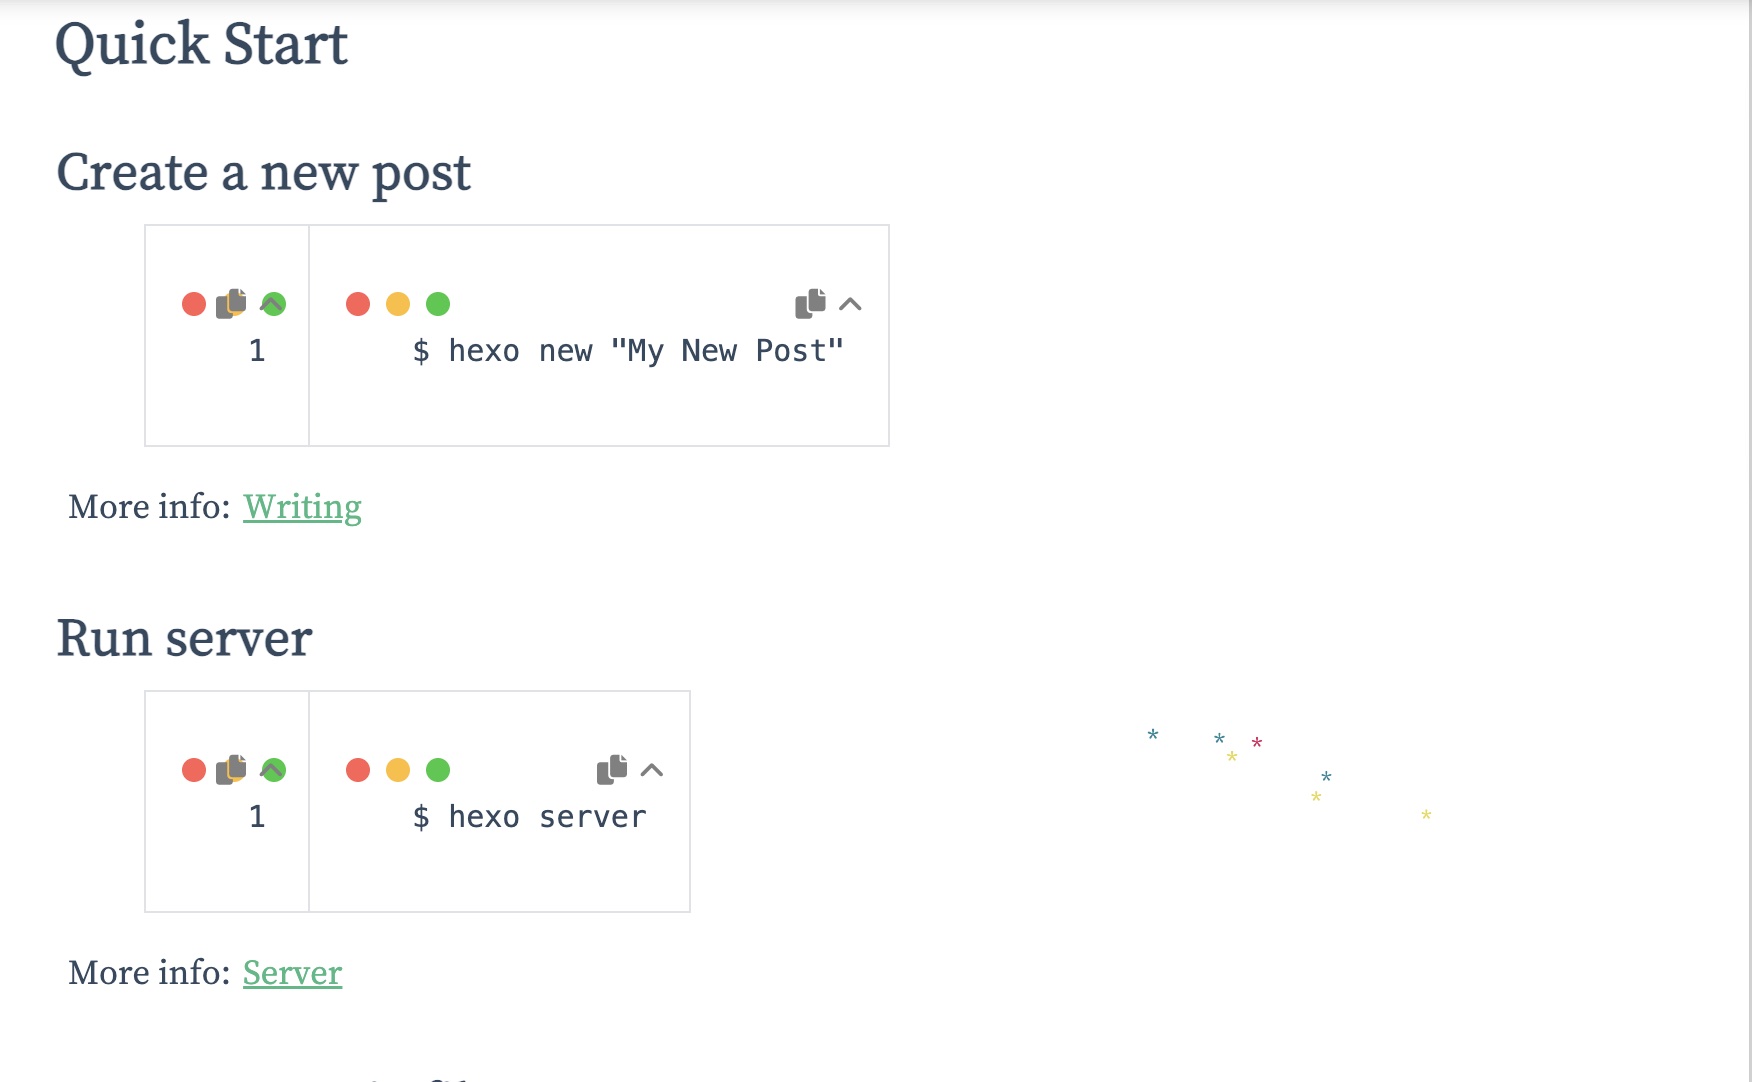 Quick Start
Create a new post
1
$ hexo new "My New Post"
More info: Writing
Run server
1
$ hexo server
* * *
*
*
*
*
More info: Server